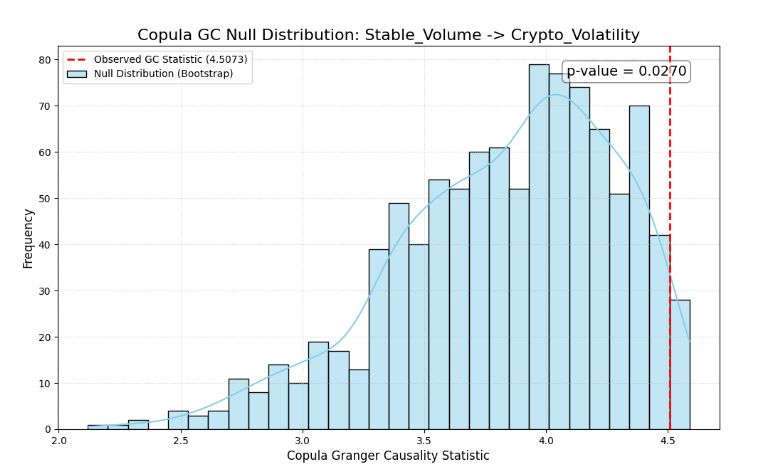 Copula GC Null Distribution: Stable_Volume -> Crypto_Volatility
Observed GC Statistic (4.5073)
Null Distribution (Bootstrap)
p-value = 0.0270
Frequency
80
70
60
50
40
30
20
10
0
2.0 2.5 3.0 3.5 4.0 4.5
Copula Granger Causality Statistic